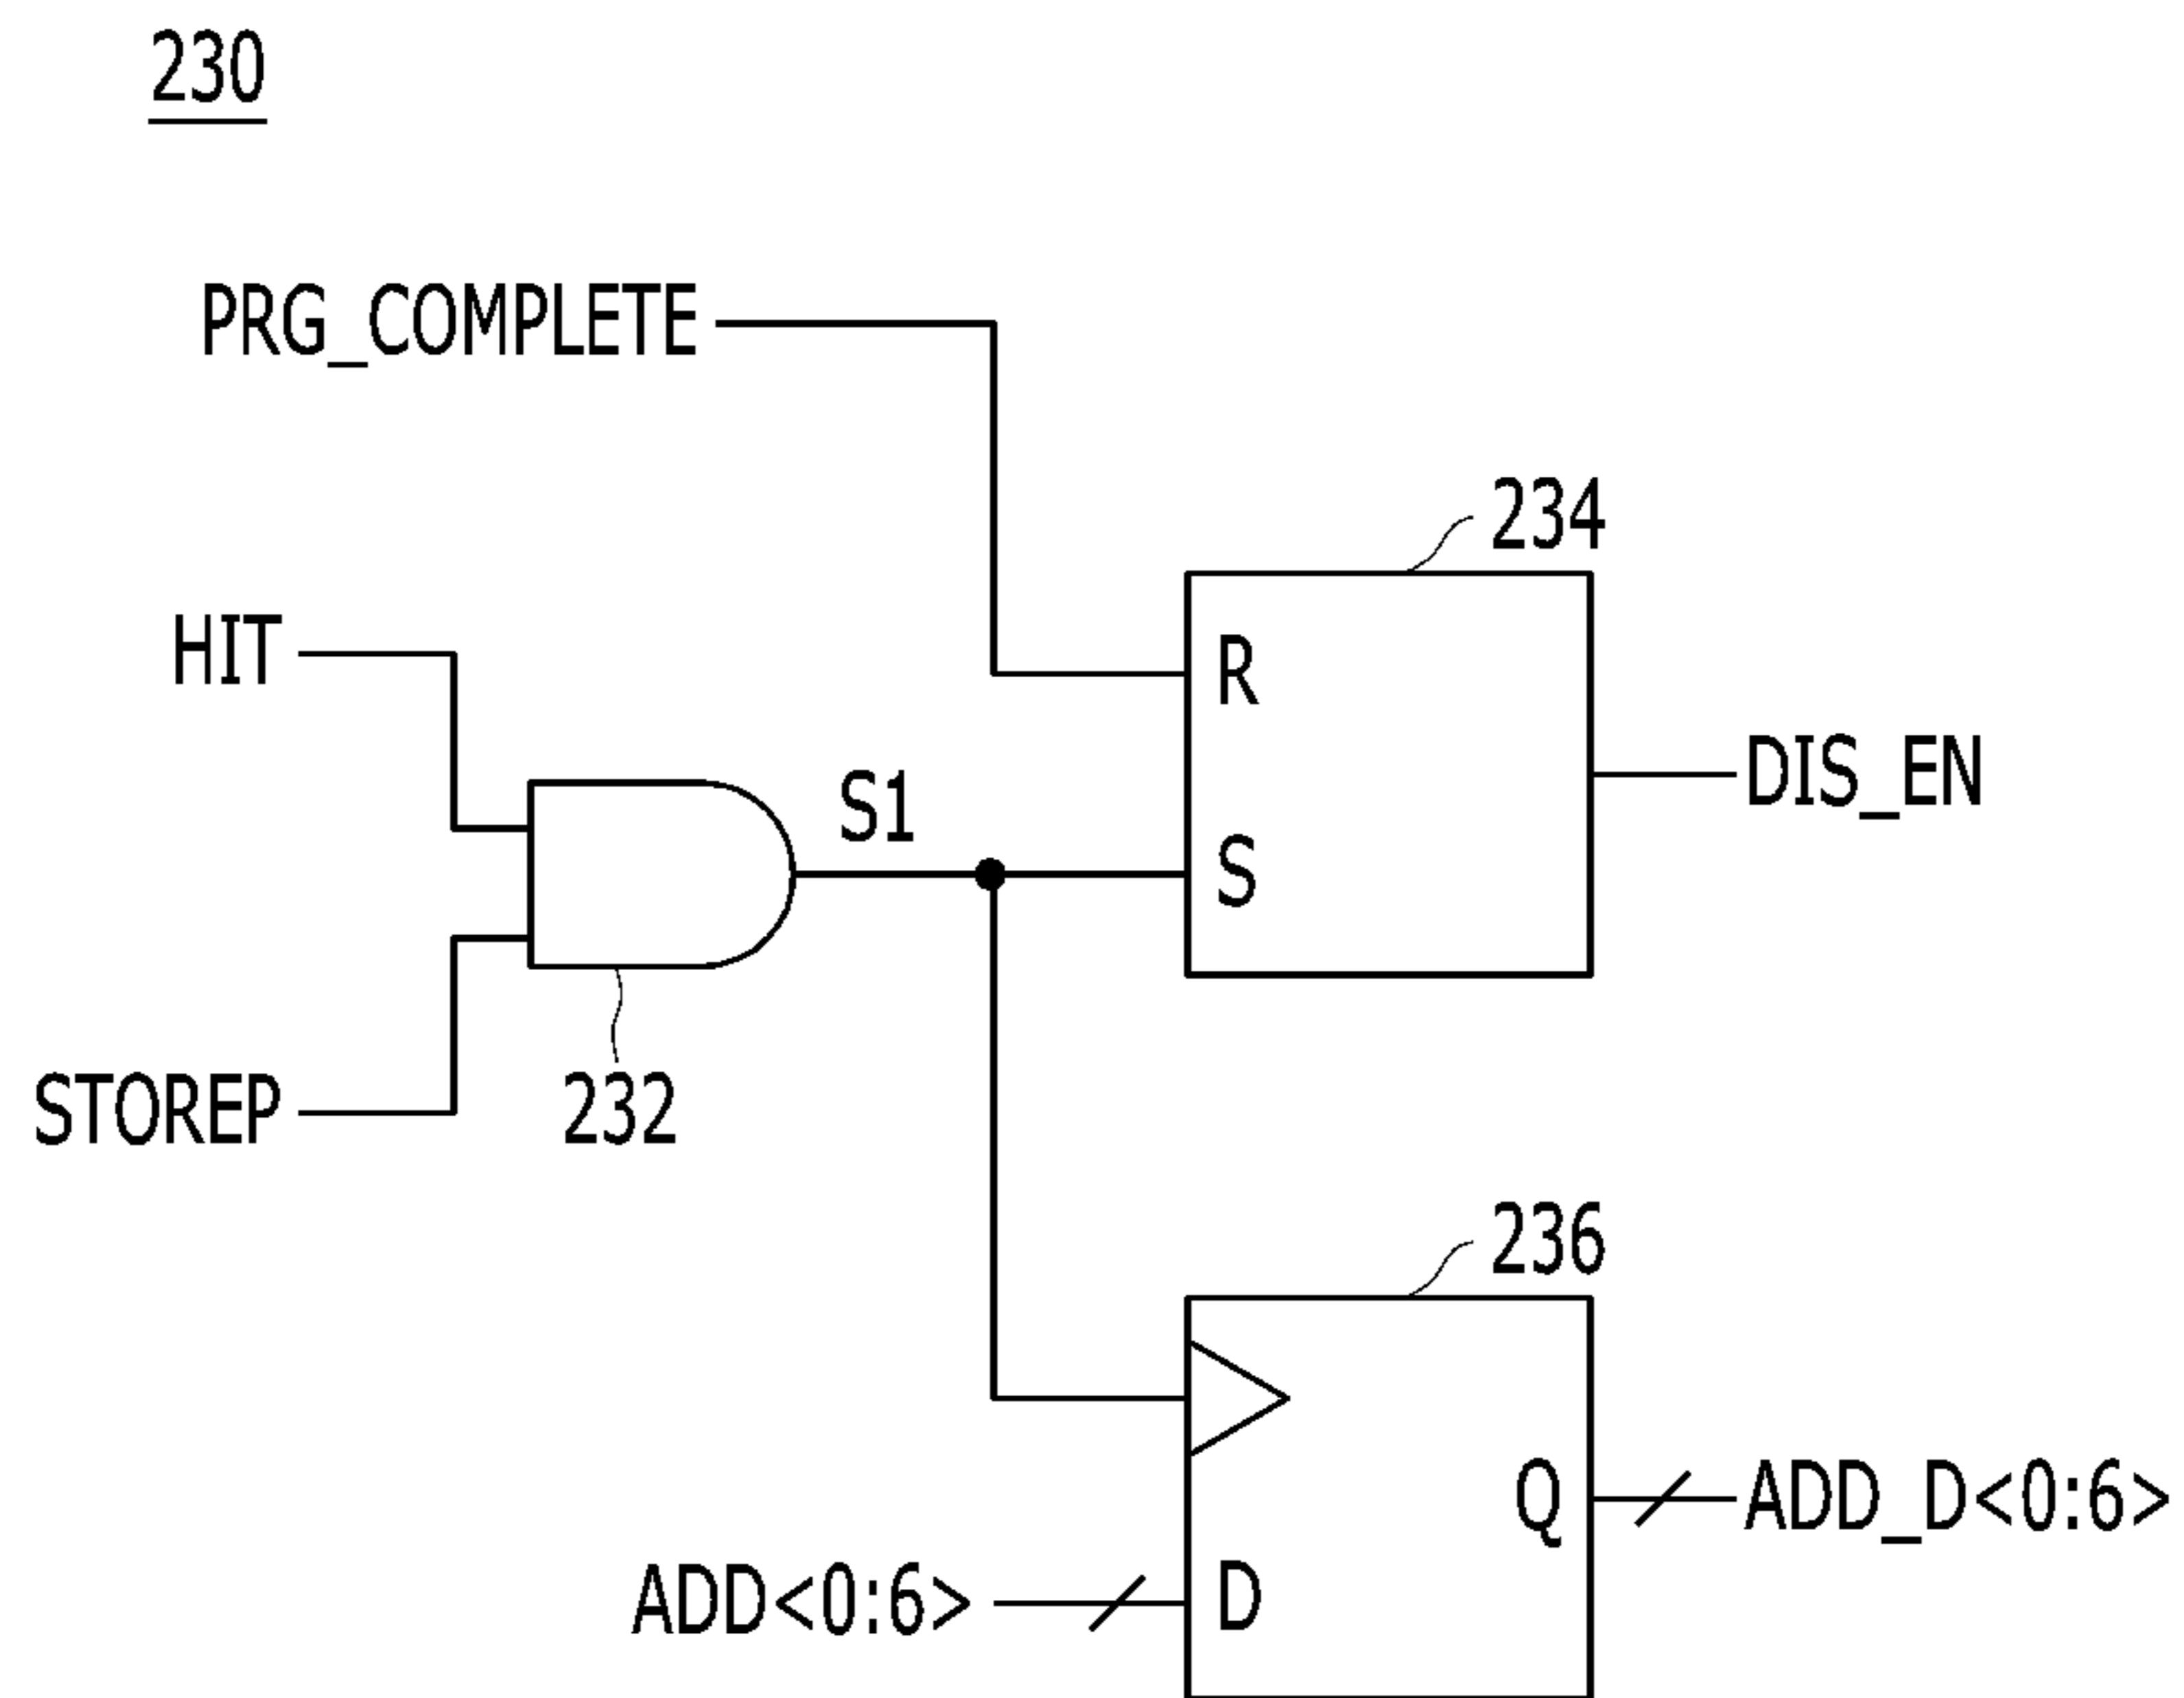 230
PRG_COMPLETE
234
HIT
R
DIS_EN
S1
S
STOREP
232
236
Q
ADD_D<0:6>
ADD<0:6>
D